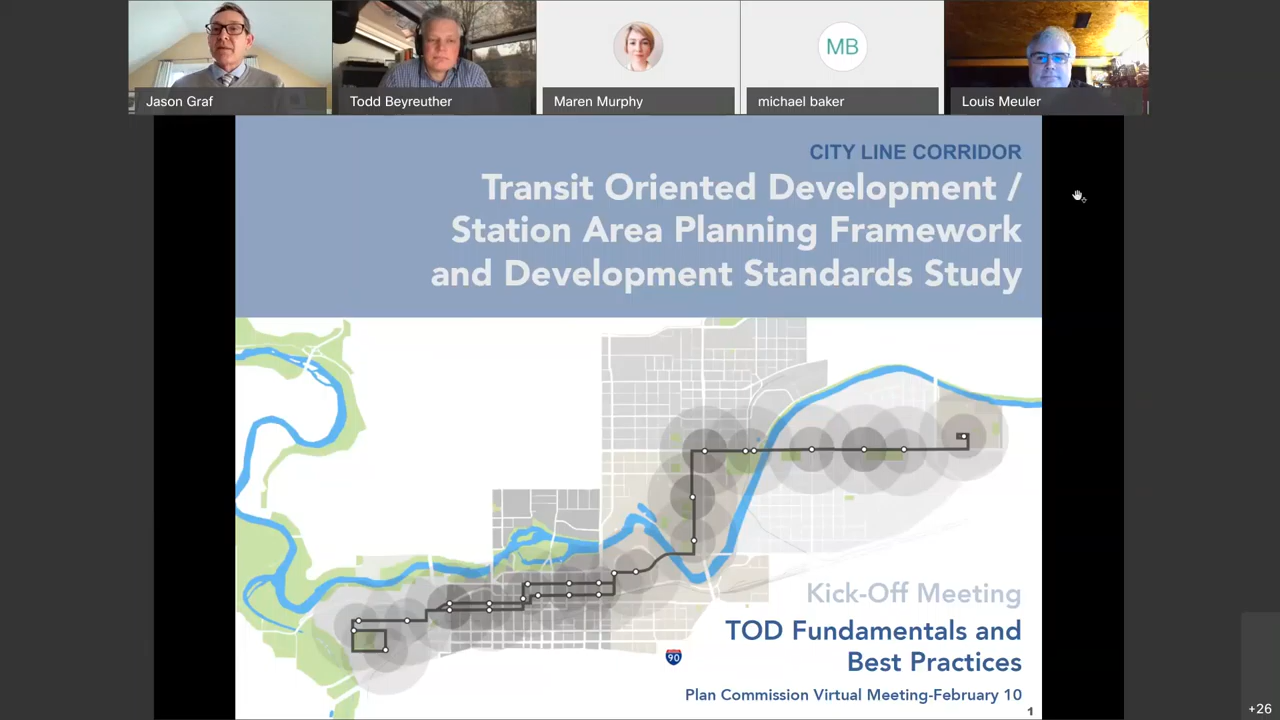 Jason Graf
Todd Beyreuther
Maren Murphy
MB
michael baker
Louis Meuler
CITY LINE CORRIDOR
Transit Oriented Development /
Station Area Planning Framework
and Development Standards Study
90
Kick-Off Meeting
TOD Fundamentals and
Best Practices
Plan Commission Virtual Meeting-February 10
1
+26